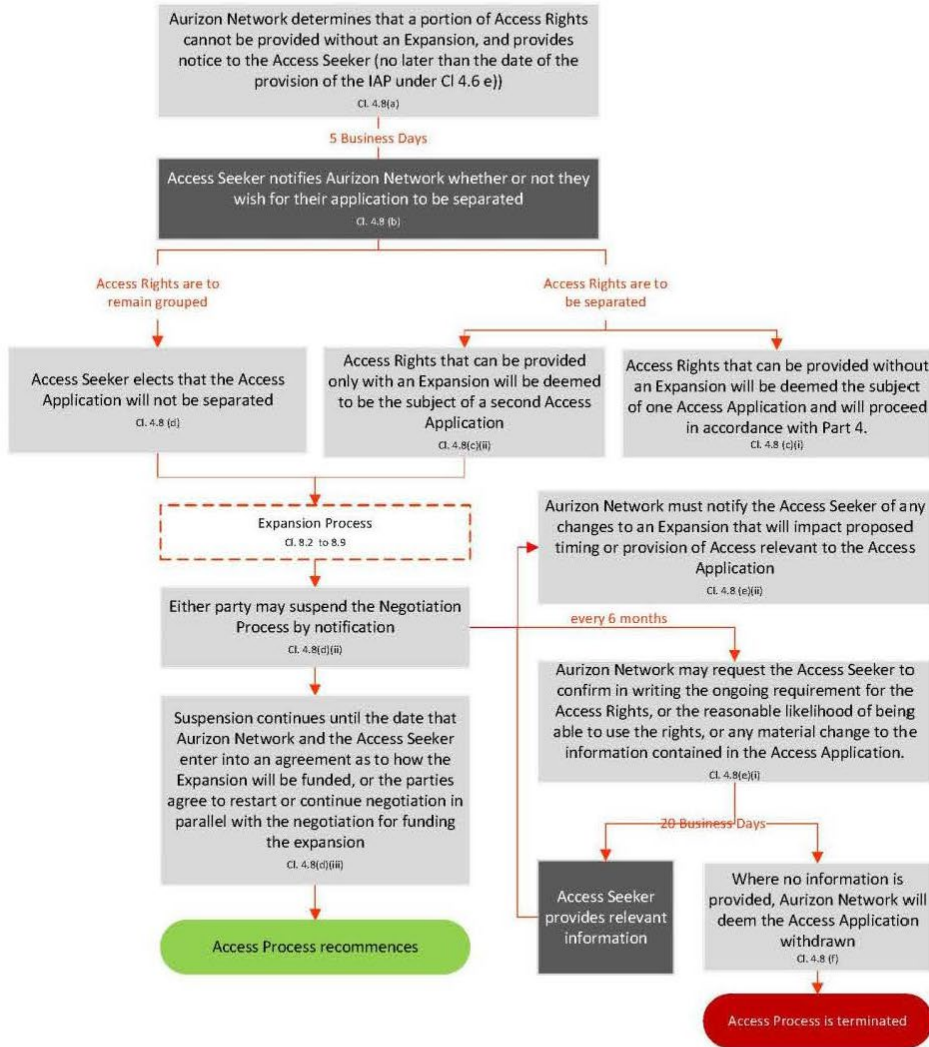 Aurizon Network determines that a portion of Access Rights
cannot be provided without an Expansion, and provides
notice to the Access Seeker (no later than the date of the
provision of the IAP under Cl 4.6 e))
Cl. 4.8(a)
5 Business Days
Access Seeker notifies Aurizon Network whether or not they
wish for their application to be separated
Cl. 4.8 (b)
Access Rights are to
remain grouped
Access Rights are to
be separated
Access Seeker elects that the Access
Application will not be separated
Cl. 4.8 (d)
Access Rights that can be provided
only with an Expansion will be deemed
to be the subject of a second Access
Application
Cl. 4.8(c)(ii)
Access Rights that can be provided without
an Expansion will be deemed the subject
of one Access Application and will proceed
in accordance with Part 4.
Cl. 4.8 (c)(i)
Expansion Process
Cl. 8.2 to 8.9
Aurizon Network must notify the Access Seeker of any
changes to an Expansion that will impact proposed
timing or provision of Access relevant to the Access
Application
Cl. 4.8 (e)(ii)
Either party may suspend the Negotiation
Process by notification
Cl. 4.8(d)(ii)
every 6 months
Aurizon Network may request the Access Seeker to
confirm in writing the ongoing requirement for the
Access Rights, or the reasonable likelihood of being
able to use the rights, or any material change to the
information contained in the Access Application.
Cl. 4.8(e)(i)
Suspension continues until the date that
Aurizon Network and the Access Seeker
enter into an agreement as to how the
Expansion will be funded, or the parties
agree to restart or continue negotiation in
parallel with the negotiation for funding
the expansion
Cl. 4.8(d)(iii)
20 Business Days
Access Seeker
provides relevant
information
Where no information is
provided, Aurizon Network will
deem the Access Application
withdrawn
Cl. 4.8 (f)
Access Process recommences
Access Process is terminated